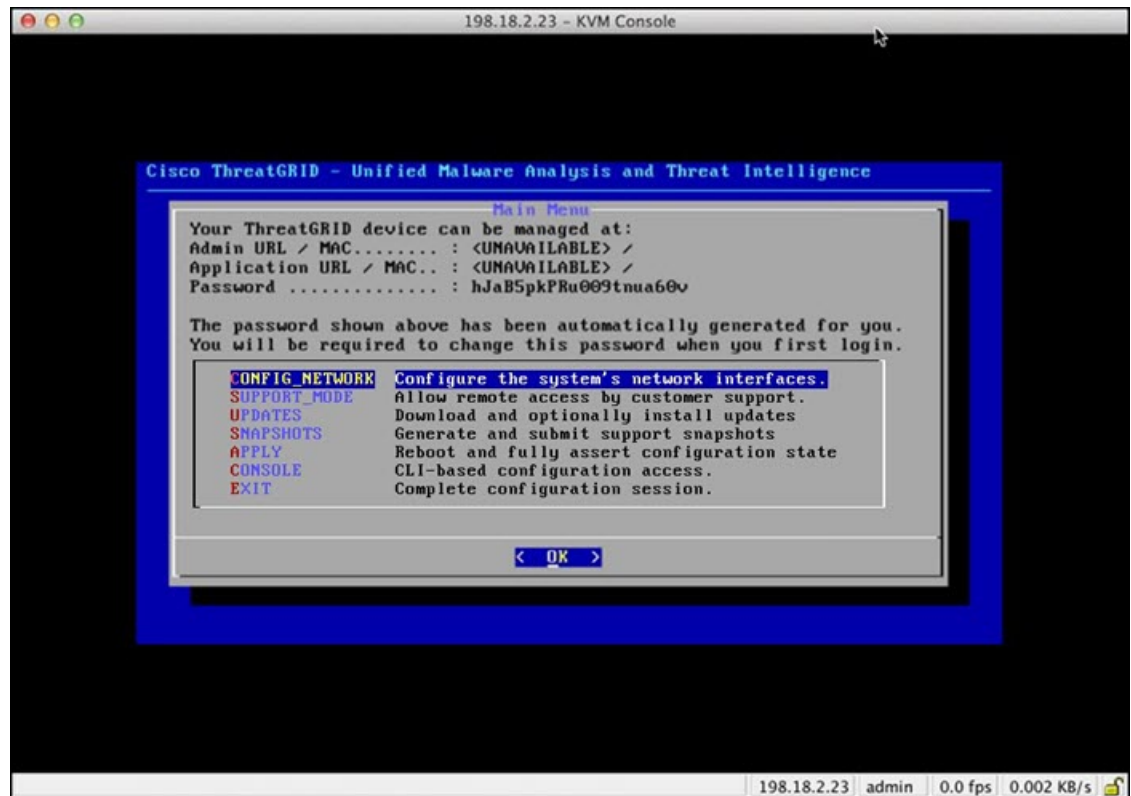 198.18.2.23 – KVM Console
Cisco ThreatGRID - Unified Malware Analysis and Threat Intelligence
Main Menu
Your ThreatGRID device can be managed at:
Admin URL / MAC........ : <UNAVAILABLE> /
Application URL / MAC.. : <UNAVAILABLE> /
Password .............. : hJaB5pkPRu009tnua60v
The password shown above has been automatically generated for you.
You will be required to change this password when you first login.
CONFIG_NETWORK Configure the system's network interfaces.
SUPPORT_MODE Allow remote access by customer support.
UPDATES Download and optionally install updates
SNAPSHOTS Generate and submit support snapshots
APPLY Reboot and fully assert configuration state
CONSOLE CLI-based configuration access.
EXIT Complete configuration session.
< OK >
198.18.2.23 admin 0.0 fps 0.002 KB/s